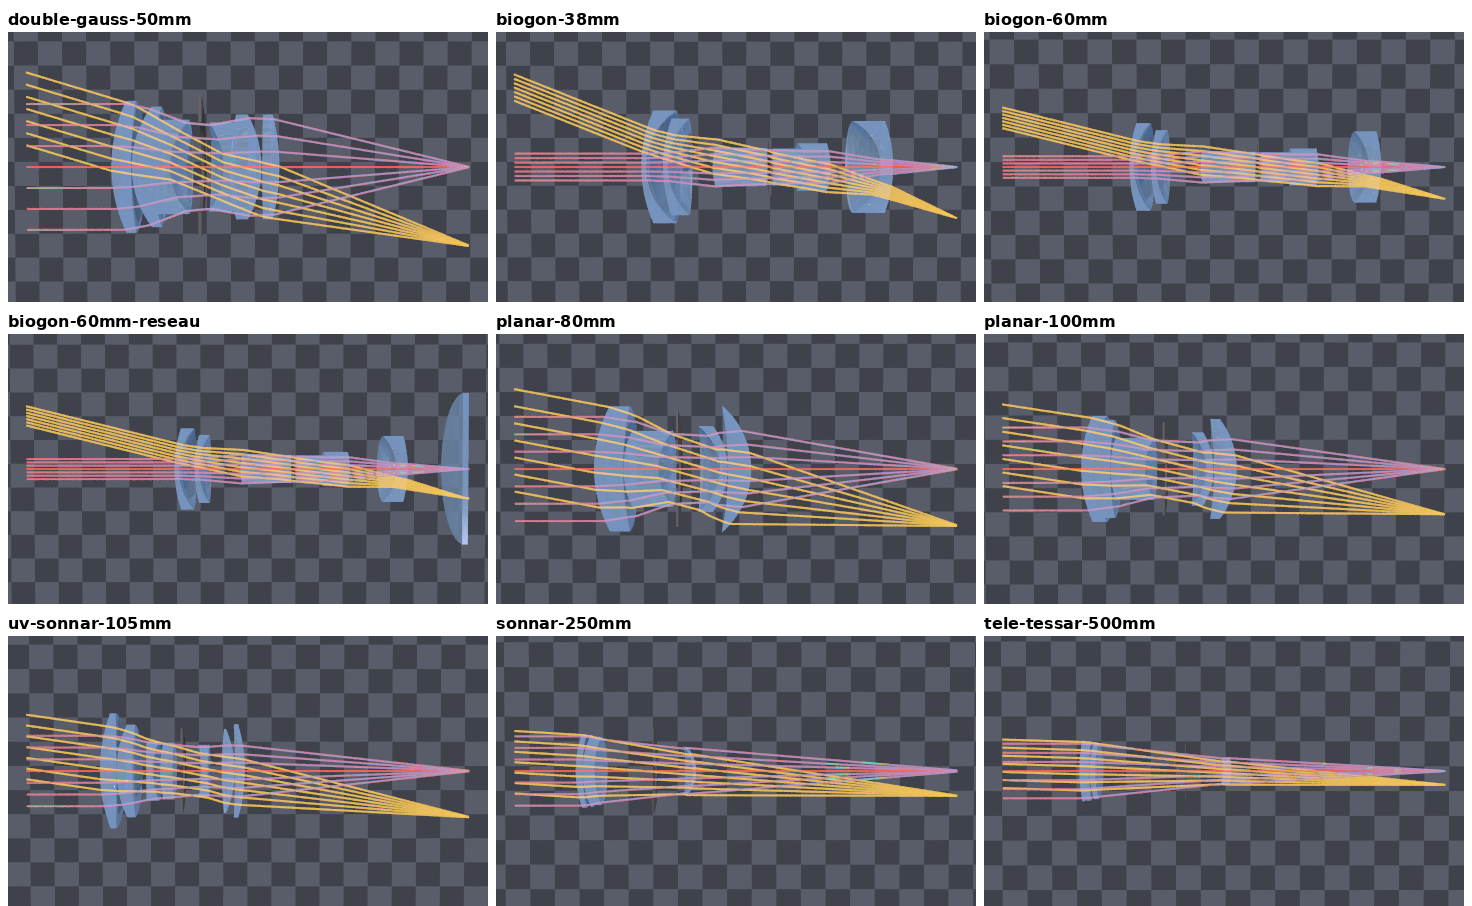 double-gauss-50mm
biogon-38mm
biogon-60mm
biogon-60mm-reseau
planar-80mm
planar-100mm
uv-sonnar-105mm
sonnar-250mm
tele-tessar-500mm